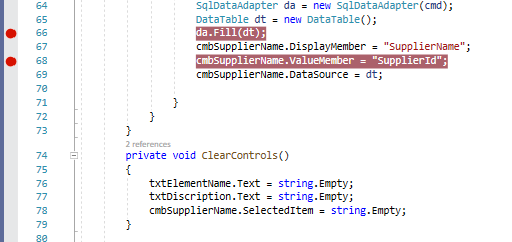 64 SqlDataAdapter da = new SqlDataAdapter(cmd);
65 DataTable dt = new DataTable();
66 da.Fill(dt);
67 cmbSupplierName.DisplayMember = "SupplierName";
68 cmbSupplierName.ValueMember = "SupplierId";
69 cmbSupplierName.DataSource = dt;
70
71 }
72 }
73 }
2 references
74 private void ClearControls()
75 {
76 txtElementName.Text = string.Empty;
77 txtDiscription.Text = string.Empty;
78 cmbSupplierName.SelectedItem = string.Empty;
79 }
80